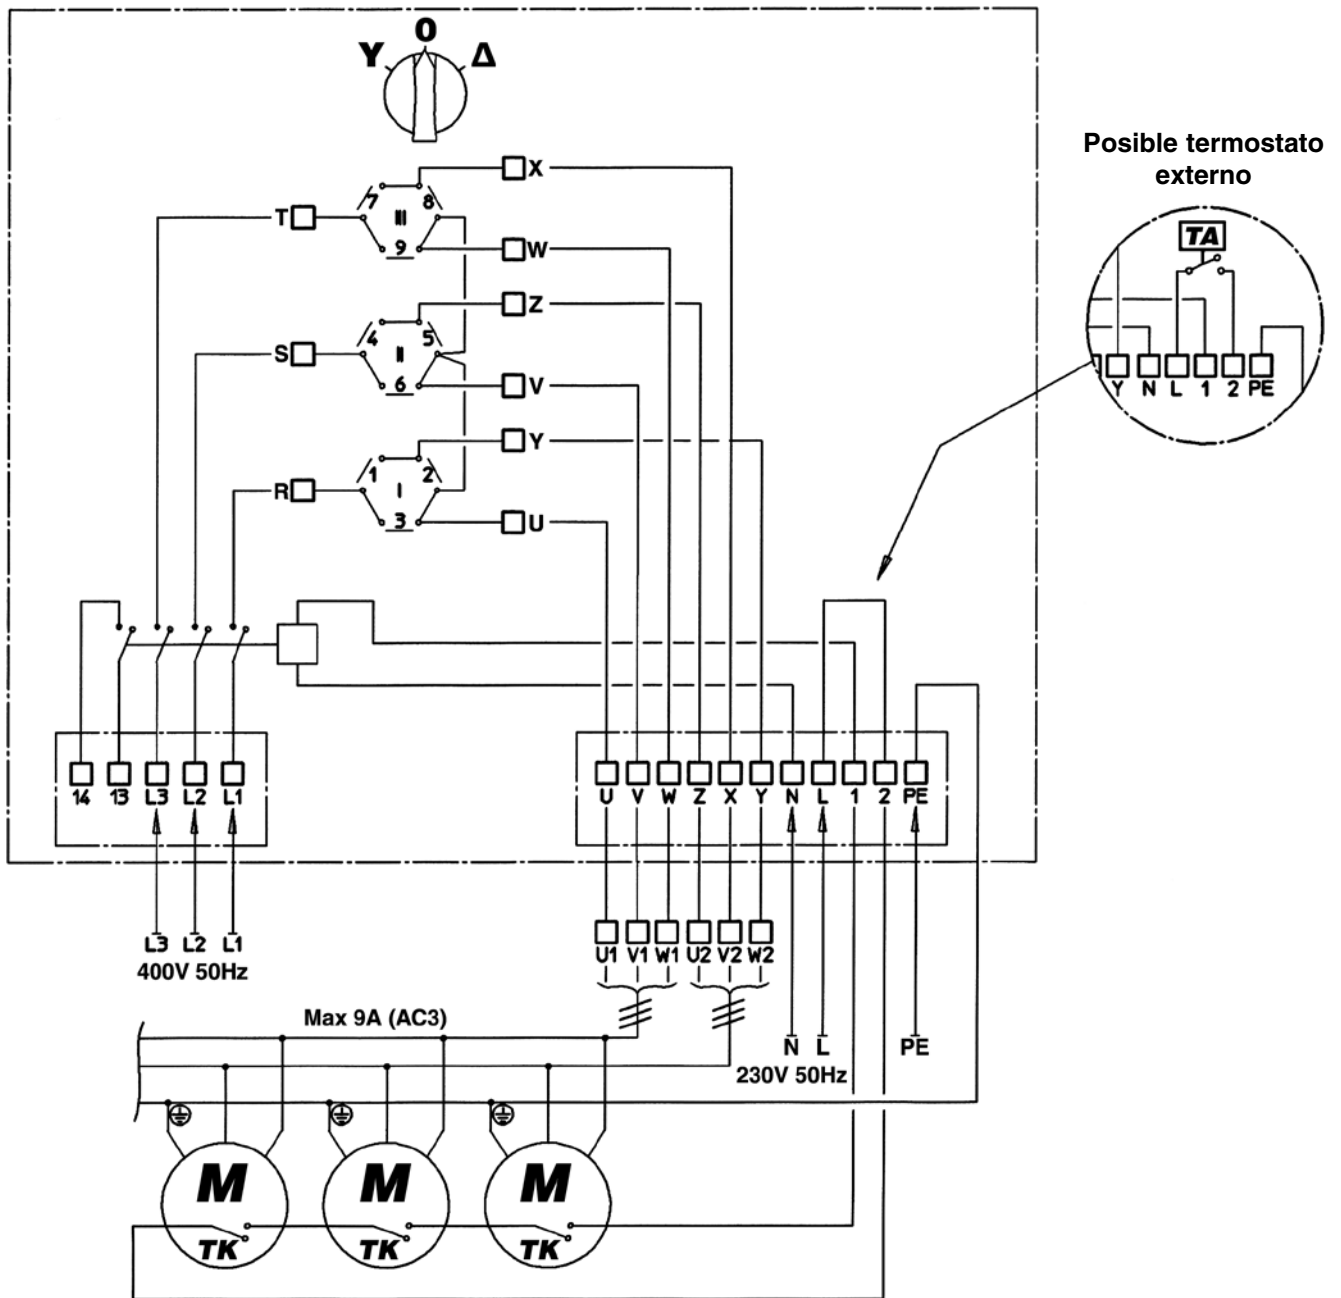 0
Y Δ
Posible termostato
externo
TA
Y N L 1 2 PE
X
7 8
T III
9 W
Z
4 5
S II
6 V
Y
1 2
R I
3 U
14 13 L3 L2 L1
U V W Z X Y N L 1 2 PE
L3 L2 L1
400V 50Hz
U1 V1 W1 U2 V2 W2
Max 9A (AC3)
N L PE
230V 50Hz
M M M
TK TK TK